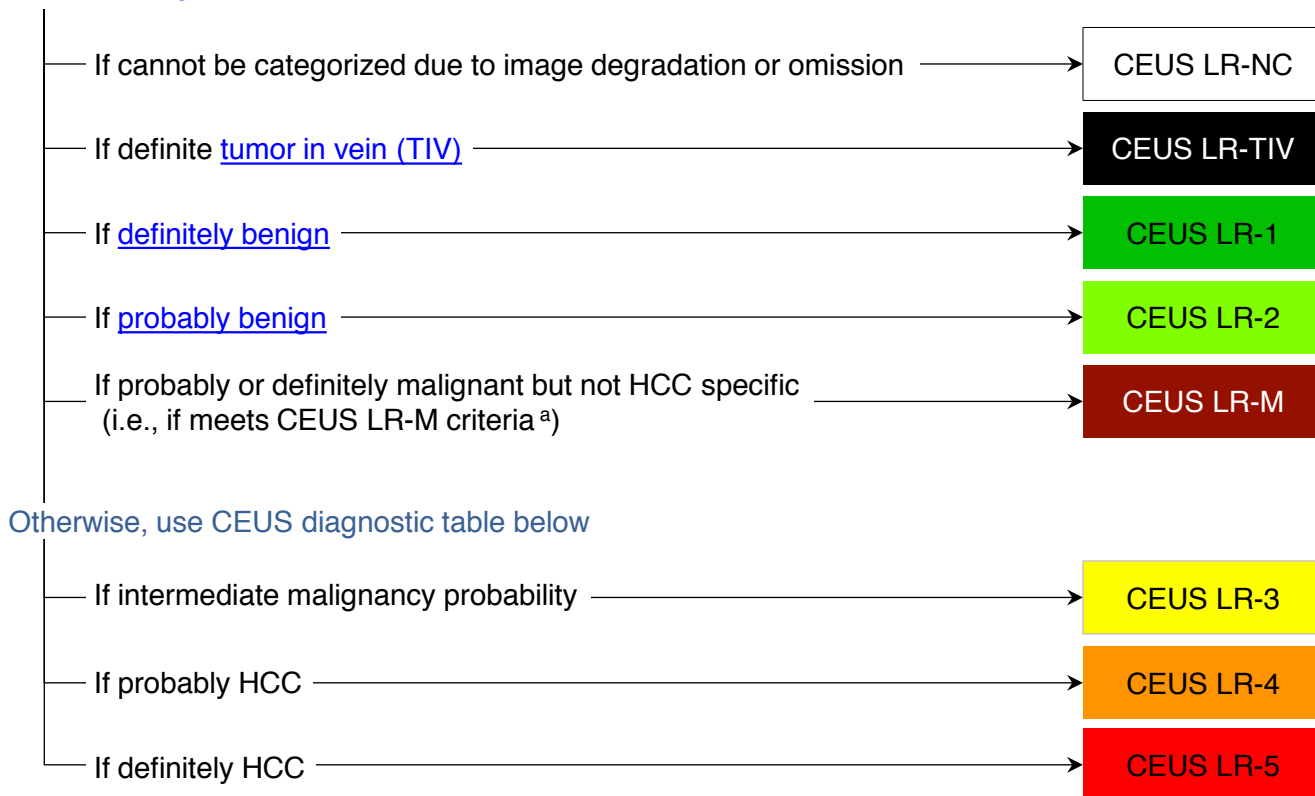 If cannot be categorized due to image degradation or omission CEUS LR-NC
If definite tumor in vein (TIV) CEUS LR-TIV
If definitely benign CEUS LR-1
If probably benign CEUS LR-2
If probably or definitely malignant but not HCC specific
(i.e., if meets CEUS LR-M criteria ᵃ) CEUS LR-M
Otherwise, use CEUS diagnostic table below
If intermediate malignancy probability CEUS LR-3
If probably HCC CEUS LR-4
If definitely HCC CEUS LR-5